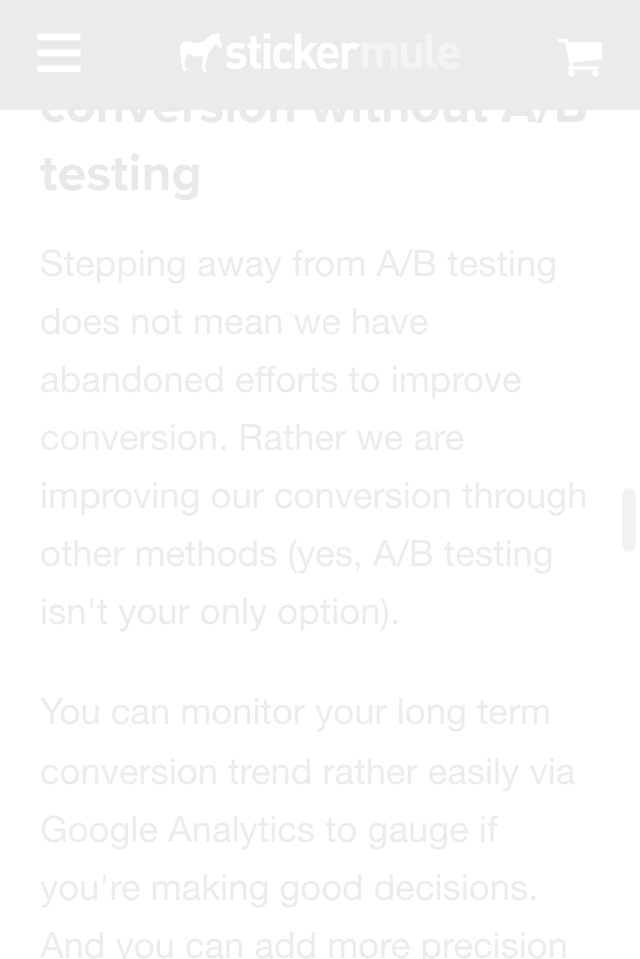 stickermule
conversion without A/B
testing
Stepping away from A/B testing
does not mean we have
abandoned efforts to improve
conversion. Rather we are
improving our conversion through
other methods (yes, A/B testing
isn't your only option).
You can monitor your long term
conversion trend rather easily via
Google Analytics to gauge if
you're making good decisions.
And you can add more precision